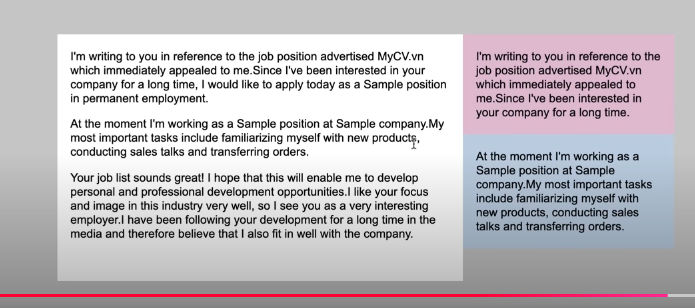 I'm writing to you in reference to the job position advertised MyCV.vn
which immediately appealed to me.Since I've been interested in your
company for a long time, I would like to apply today as a Sample position
in permanent employment.
At the moment I'm working as a Sample position at Sample company.My
most important tasks include familiarizing myself with new products,
conducting sales talks and transferring orders.
Your job list sounds great! I hope that this will enable me to develop
personal and professional development opportunities.I like your focus
and image in this industry very well, so I see you as a very interesting
employer.I have been following your development for a long time in the
media and therefore believe that I also fit in well with the company.
I'm writing to you in reference to the
job position advertised MyCV.vn
which immediately appealed to
me.Since I've been interested in
your company for a long time.
At the moment I'm working as a
Sample position at Sample
company.My most important tasks
include familiarizing myself with
new products, conducting sales
talks and transferring orders.